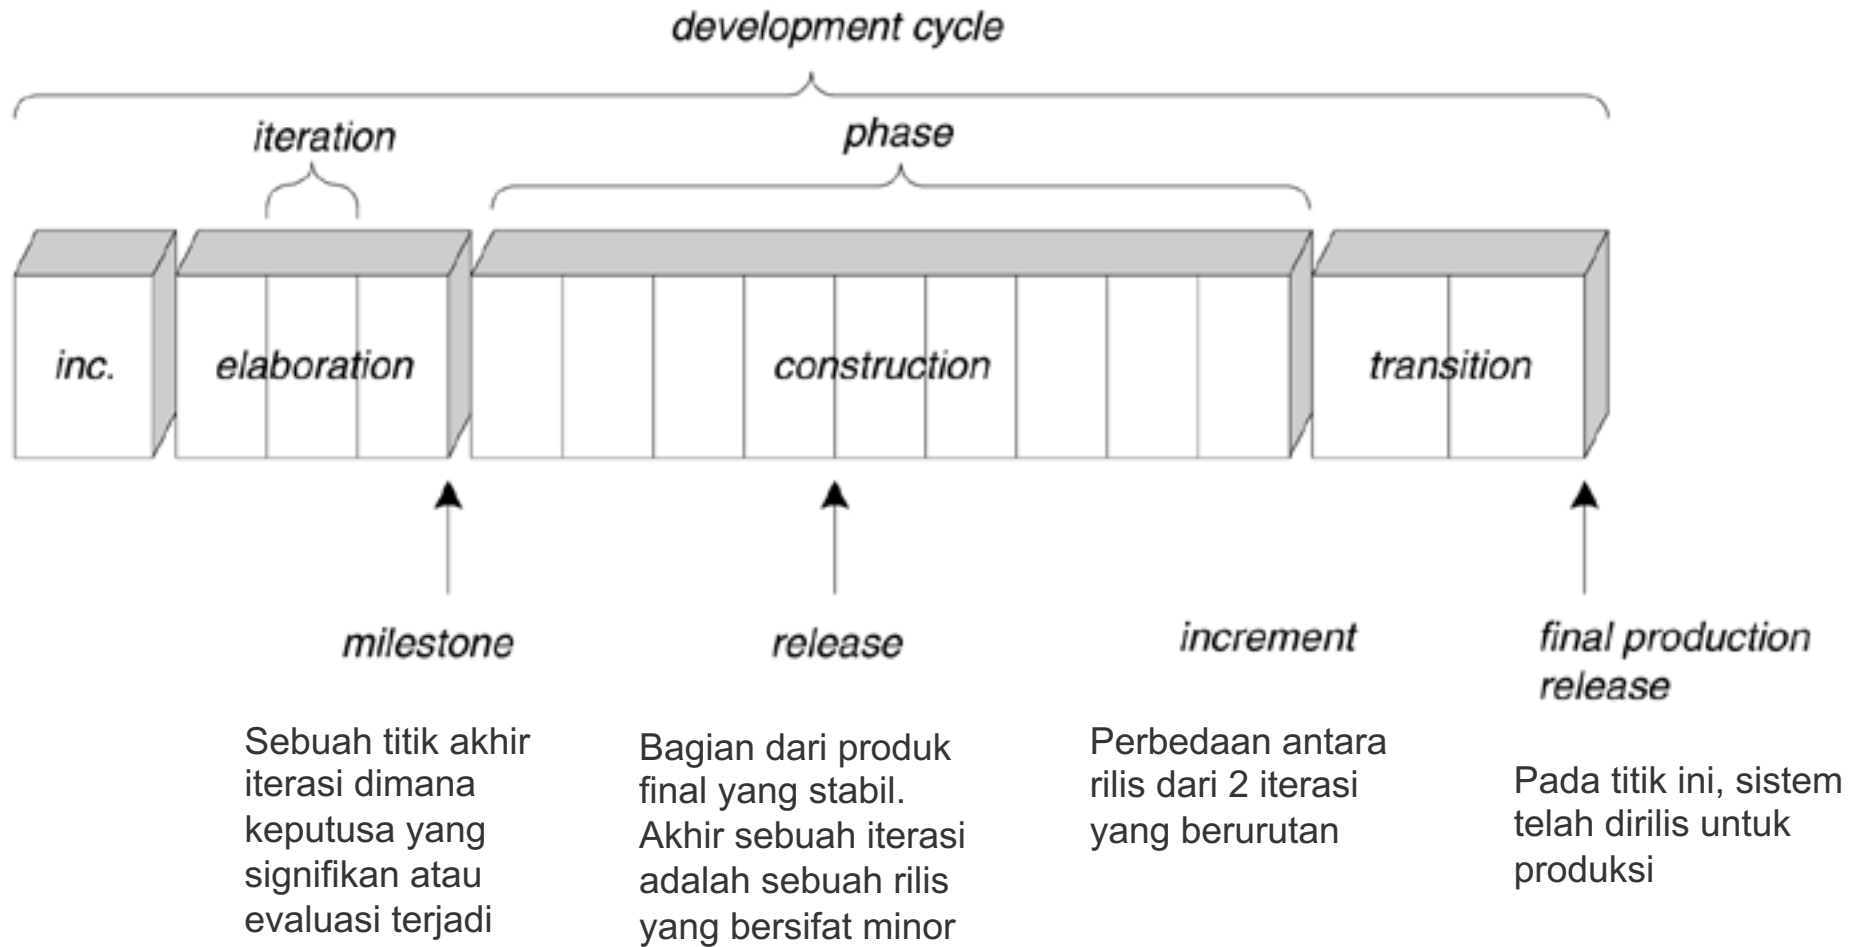 development cycle
iteration
phase
inc.
elaboration
construction
transition
milestone
release
increment
final production
release
Sebuah titik akhir
iterasi dimana
keputusa yang
signifikan atau
evaluasi terjadi
Bagian dari produk
final yang stabil.
Akhir sebuah iterasi
adalah sebuah rilis
yang bersifat minor
Perbedaan antara
rilis dari 2 iterasi
yang berurutan
Pada titik ini, sistem
telah dirilis untuk
produksi